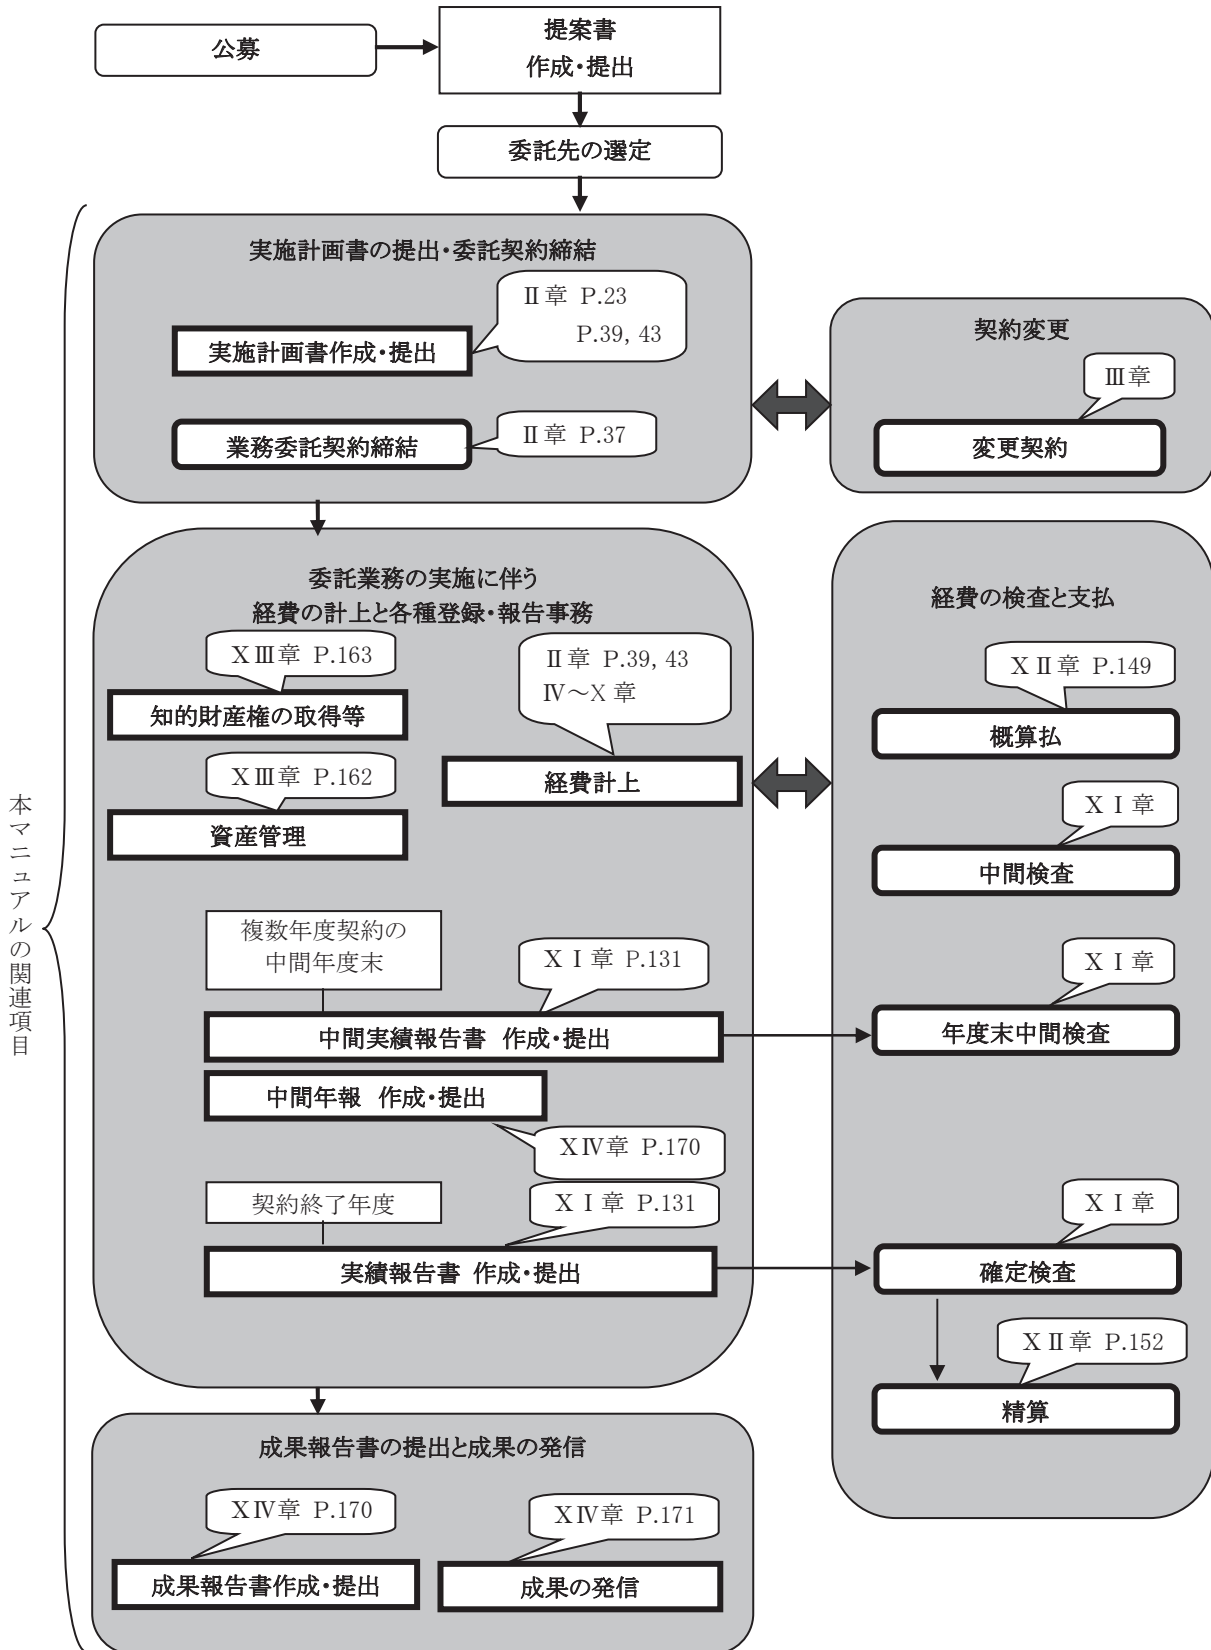 公募
提案書
作成・提出
委託先の選定
実施計画書の提出・委託契約締結
Ⅱ章 P.23
P.39, 43
実施計画書作成・提出
Ⅱ章 P.37
業務委託契約締結
契約変更
Ⅲ章
変更契約
委託業務の実施に伴う
経費の計上と各種登録・報告事務
ⅩⅢ章 P.163
知的財産権の取得等
Ⅱ章 P.39, 43
Ⅳ～Ⅹ章
経費計上
ⅩⅢ章 P.162
資産管理
複数年度契約の
中間年度末
ⅩⅠ章 P.131
中間実績報告書 作成・提出
中間年報 作成・提出
ⅩⅣ章 P.170
契約終了年度
ⅩⅠ章 P.131
実績報告書 作成・提出
経費の検査と支払
ⅩⅡ章 P.149
概算払
ⅩⅠ章
中間検査
ⅩⅠ章
年度末中間検査
ⅩⅠ章
確定検査
ⅩⅡ章 P.152
精算
成果報告書の提出と成果の発信
ⅩⅣ章 P.170
成果報告書作成・提出
ⅩⅣ章 P.171
成果の発信
本マニュアルの関連項目